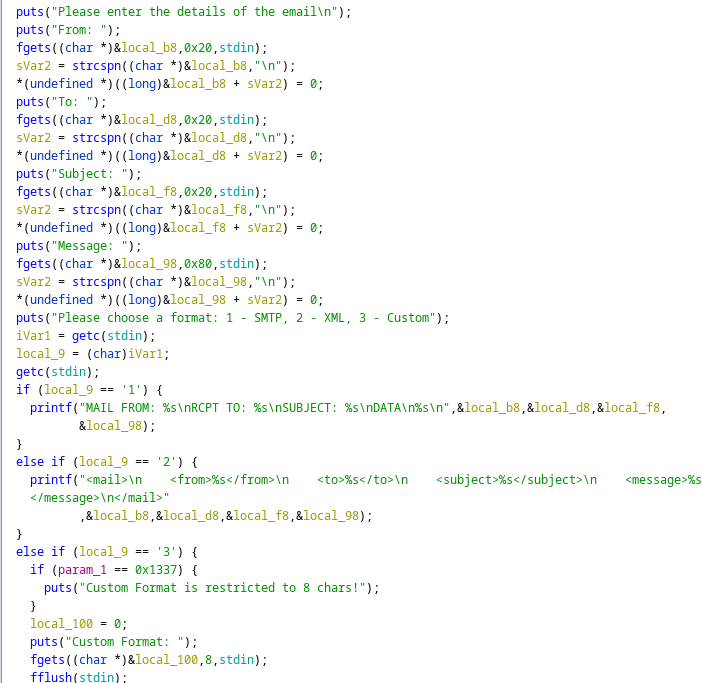 puts("Please enter the details of the email\n");
puts("From: ");
fgets((char *)&local_b8,0x20,stdin);
sVar2 = strcspn((char *)&local_b8,"\n");
*(undefined *)((long)&local_b8 + sVar2) = 0;
puts("To: ");
fgets((char *)&local_d8,0x20,stdin);
sVar2 = strcspn((char *)&local_d8,"\n");
*(undefined *)((long)&local_d8 + sVar2) = 0;
puts("Subject: ");
fgets((char *)&local_f8,0x20,stdin);
sVar2 = strcspn((char *)&local_f8,"\n");
*(undefined *)((long)&local_f8 + sVar2) = 0;
puts("Message: ");
fgets((char *)&local_98,0x80,stdin);
sVar2 = strcspn((char *)&local_98,"\n");
*(undefined *)((long)&local_98 + sVar2) = 0;
puts("Please choose a format: 1 - SMTP, 2 - XML, 3 - Custom");
iVar1 = getc(stdin);
local_9 = (char)iVar1;
getc(stdin);
if (local_9 == '1') {
  printf("MAIL FROM: %s\nRCPT TO: %s\nSUBJECT: %s\nDATA\n%s\n",&local_b8,&local_d8,&local_f8,
         &local_98);
}
else if (local_9 == '2') {
  printf("<mail>\n    <from>%s</from>\n    <to>%s</to>\n    <subject>%s</subject>\n    <message>%s
  </message>\n</mail>"
         ,&local_b8,&local_d8,&local_f8,&local_98);
}
else if (local_9 == '3') {
  if (param_1 == 0x1337) {
    puts("Custom Format is restricted to 8 chars!");
  }
  local_100 = 0;
  puts("Custom Format: ");
  fgets((char *)&local_100,8,stdin);
  fflush(stdin);